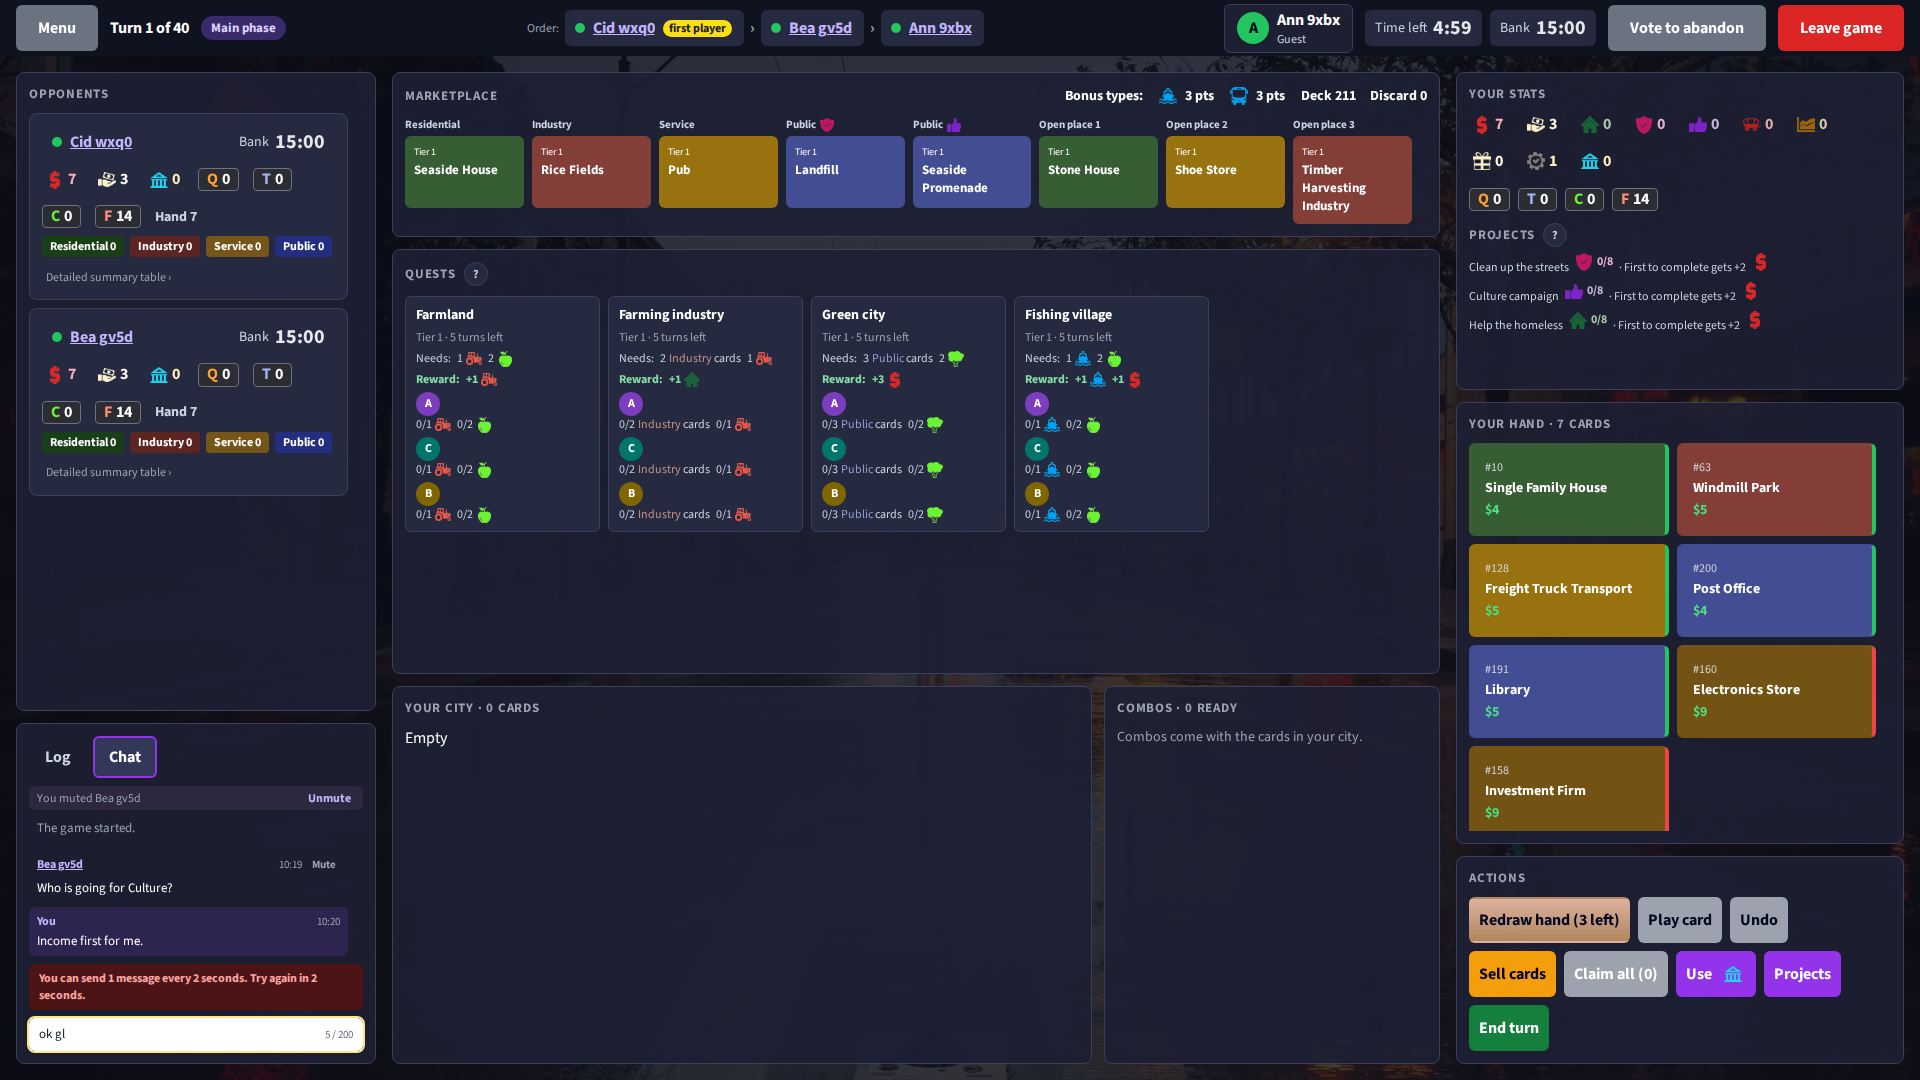 Menu
Turn 1 of 40 Main phase
Order: Cid wxq0 first player › Bea gv5d › Ann 9xbx
A Ann 9xbx
Guest
Time left 4:59
Bank 15:00
Vote to abandon
Leave game
OPPONENTS
Cid wxq0 Bank 15:00
7 3 0 Q 0 T 0
C 0 F 14 Hand 7
Residential 0 Industry 0 Service 0 Public 0
Detailed summary table ›
Bea gv5d Bank 15:00
7 3 0 Q 0 T 0
C 0 F 14 Hand 7
Residential 0 Industry 0 Service 0 Public 0
Detailed summary table ›
Log Chat
You muted Bea gv5d Unmute
The game started.
Bea gv5d 10:19 Mute
Who is going for Culture?
You 10:20
Income first for me.
You can send 1 message every 2 seconds. Try again in 2
seconds.
ok gl 5 / 200
MARKETPLACE
Bonus types: 3 pts 3 pts Deck 211 Discard 0
Residential
Tier 1
Seaside House
Industry
Tier 1
Rice Fields
Service
Tier 1
Pub
Public
Tier 1
Landfill
Public
Tier 1
Seaside
Promenade
Open place 1
Tier 1
Stone House
Open place 2
Tier 1
Shoe Store
Open place 3
Tier 1
Timber
Harvesting
Industry
QUESTS ?
Farmland
Tier 1 · 5 turns left
Needs: 1 2
Reward: +1
A
0/1 0/2
C
0/1 0/2
B
0/1 0/2
Farming industry
Tier 1 · 5 turns left
Needs: 2 Industry cards 1
Reward: +1
A
0/2 Industry cards 0/1
C
0/2 Industry cards 0/1
B
0/2 Industry cards 0/1
Green city
Tier 1 · 5 turns left
Needs: 3 Public cards 2
Reward: +3
A
0/3 Public cards 0/2
C
0/3 Public cards 0/2
B
0/3 Public cards 0/2
Fishing village
Tier 1 · 5 turns left
Needs: 1 2
Reward: +1 +1
A
0/1 0/2
C
0/1 0/2
B
0/1 0/2
YOUR CITY · 0 CARDS
Empty
COMBOS · 0 READY
Combos come with the cards in your city.
YOUR STATS
7 3 0 0 0 0 0
0 1 0
Q 0 T 0 C 0 F 14
PROJECTS ?
Clean up the streets 0/8 · First to complete gets +2
Culture campaign 0/8 · First to complete gets +2
Help the homeless 0/8 · First to complete gets +2
YOUR HAND · 7 CARDS
#10
Single Family House
$4
#63
Windmill Park
$5
#128
Freight Truck Transport
$5
#200
Post Office
$4
#191
Library
$5
#160
Electronics Store
$9
#158
Investment Firm
$9
ACTIONS
Redraw hand (3 left) Play card Undo
Sell cards Claim all (0) Use Projects
End turn